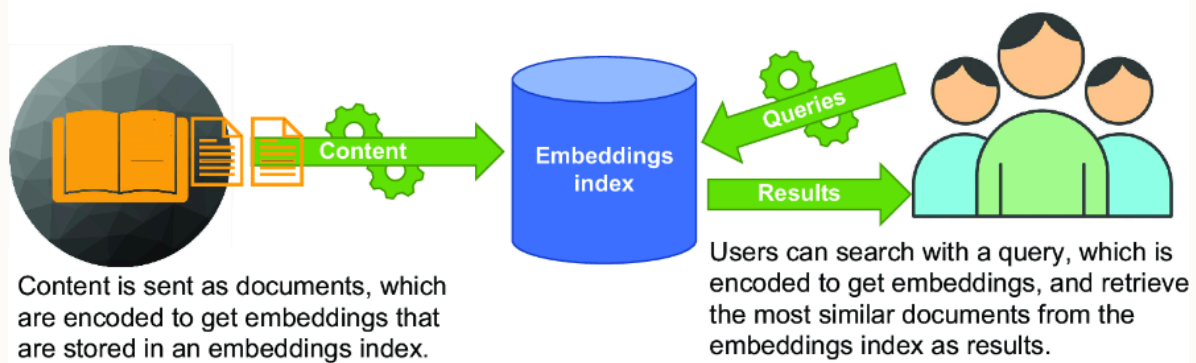 Content
Embeddings
index
Queries
Results
Content is sent as documents, which
are encoded to get embeddings that
are stored in an embeddings index.
Users can search with a query, which is
encoded to get embeddings, and retrieve
the most similar documents from the
embeddings index as results.